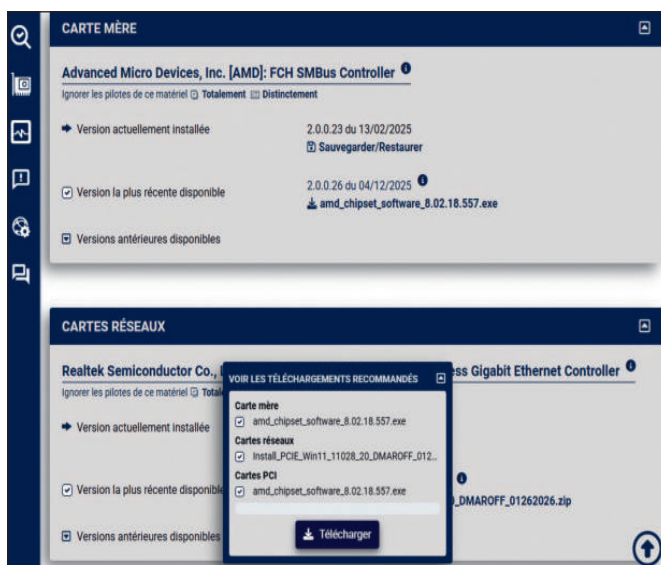 CARTE MÈRE
Advanced Micro Devices, Inc. [AMD]: FCH SMBus Controller
Ignorer les pilotes de ce matériel Totalement Distinctement
Version actuellement installée
2.0.0.23 du 13/02/2025
Sauvegarder/Restaurer
Version la plus récente disponible
2.0.0.26 du 04/12/2025
amd_chipset_software_8.02.18.557.exe
Versions antérieures disponibles
CARTES RÉSEAUX
Realtek Semiconductor Co.,
ess Gigabit Ethernet Controller
Ignorer les pilotes de ce matériel
Version actuellement installée
Version la plus récente
_DMAROFF_01262026.zip
Versions antérieures disponibles
VOIR LES TÉLÉCHARGEMENTS RECOMMANDÉS
Carte mère
amd_chipset_software_8.02.18.557.exe
Cartes réseaux
Install_PCIE_Win11_11028_20_DMAROFF_012...
Cartes PCI
amd_chipset_software_8.02.18.557.exe
Télécharger